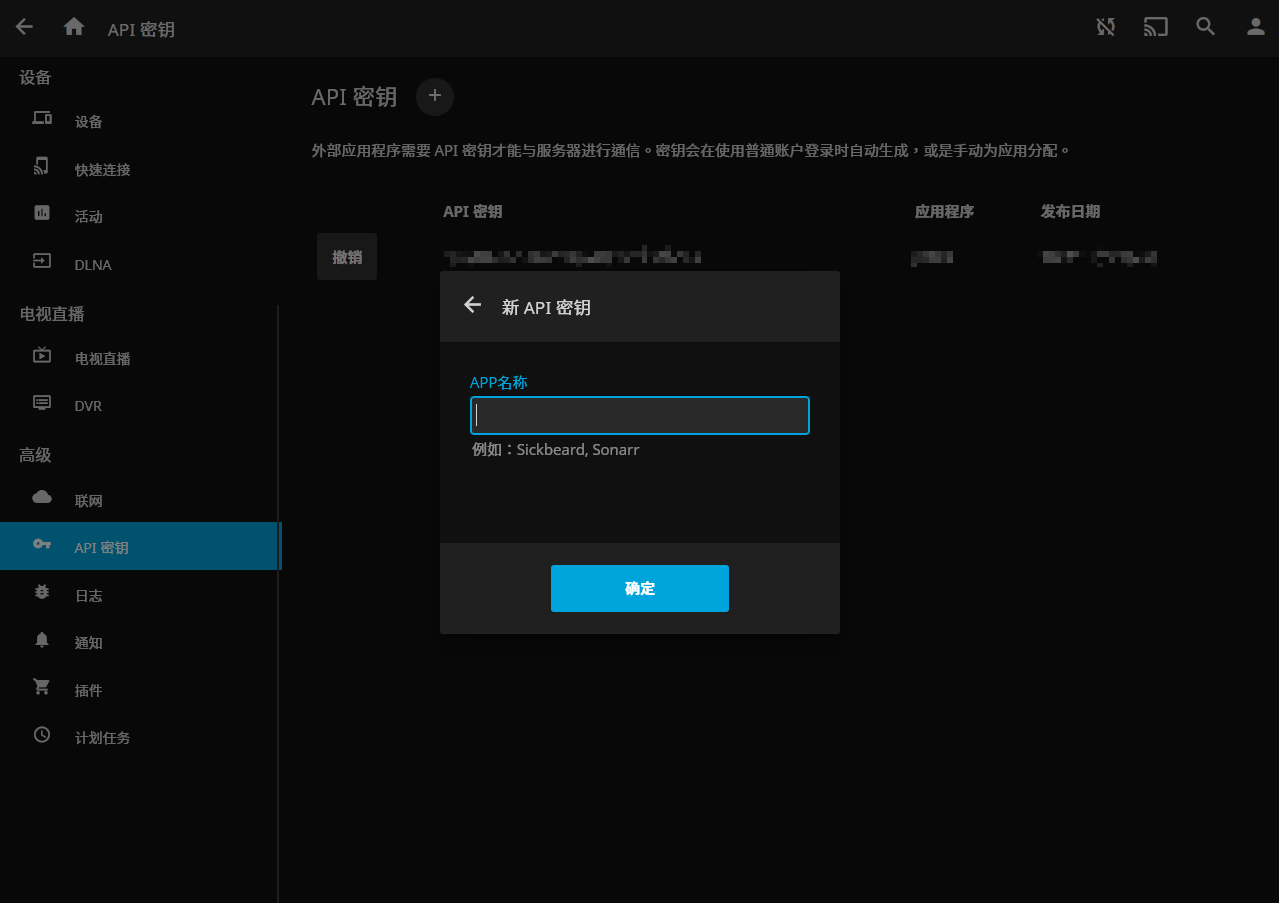 API 密钥
设备
设备
快速连接
活动
DLNA
电视直播
电视直播
DVR
高级
联网
API 密钥
日志
通知
插件
计划任务
API 密钥
外部应用程序需要 API 密钥才能与服务器进行通信。密钥会在使用普通账户登录时自动生成，或是手动为应用分配。
API 密钥 应用程序 发布日期
撤销
新 API 密钥
APP名称
例如：Sickbeard, Sonarr
确定